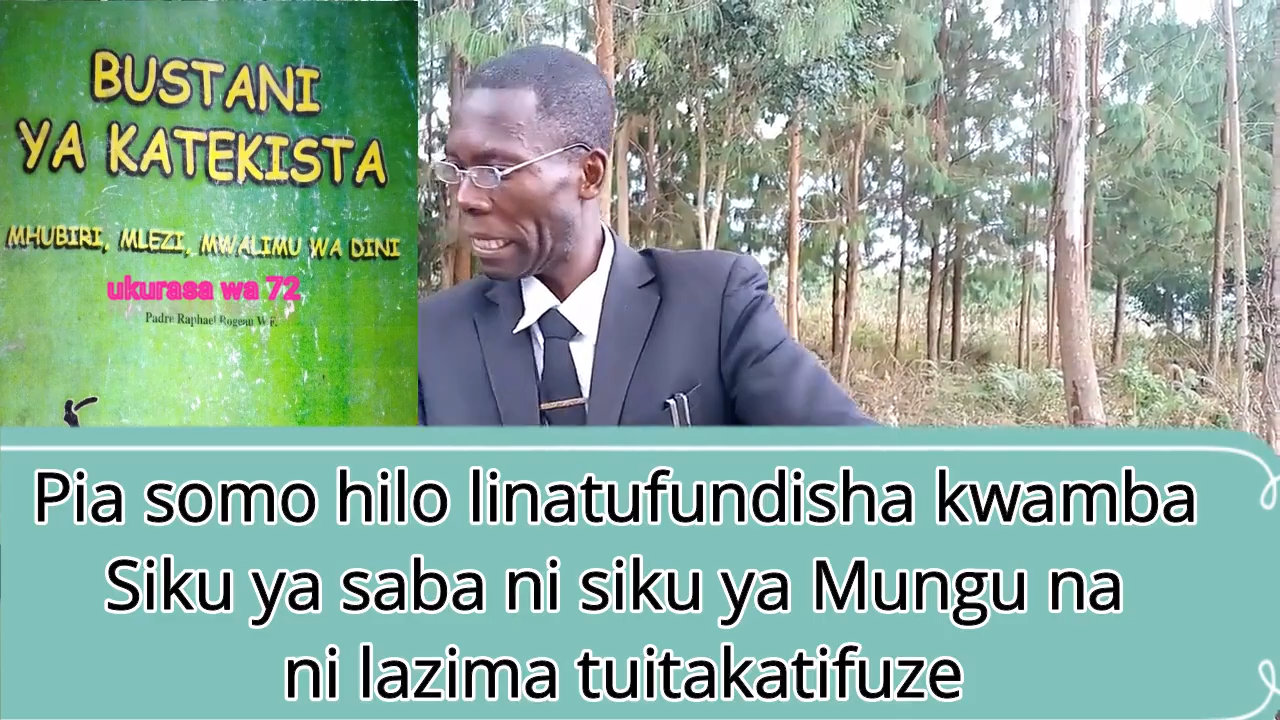 BUSTANI
YA KATEKISTA
MHUBIRI, MLEZI, MWALIMU WA DINI
ukurasa wa 72
Padre Raphael Rogeau W.F.
Pia somo hilo linatufundisha kwamba
Siku ya saba ni siku ya Mungu na
ni lazima tuitakatifuze